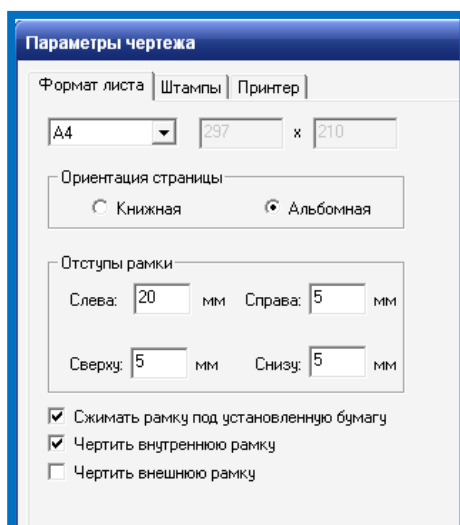 Параметры чертежа
Формат листа Штампы Принтер
A4 297 x 210
Ориентация страницы
Книжная Альбомная
Отступы рамки
Слева: 20 мм Справа: 5 мм
Сверху: 5 мм Снизу: 5 мм
Сжимать рамку под установленную бумагу
Чертить внутреннюю рамку
Чертить внешнюю рамку